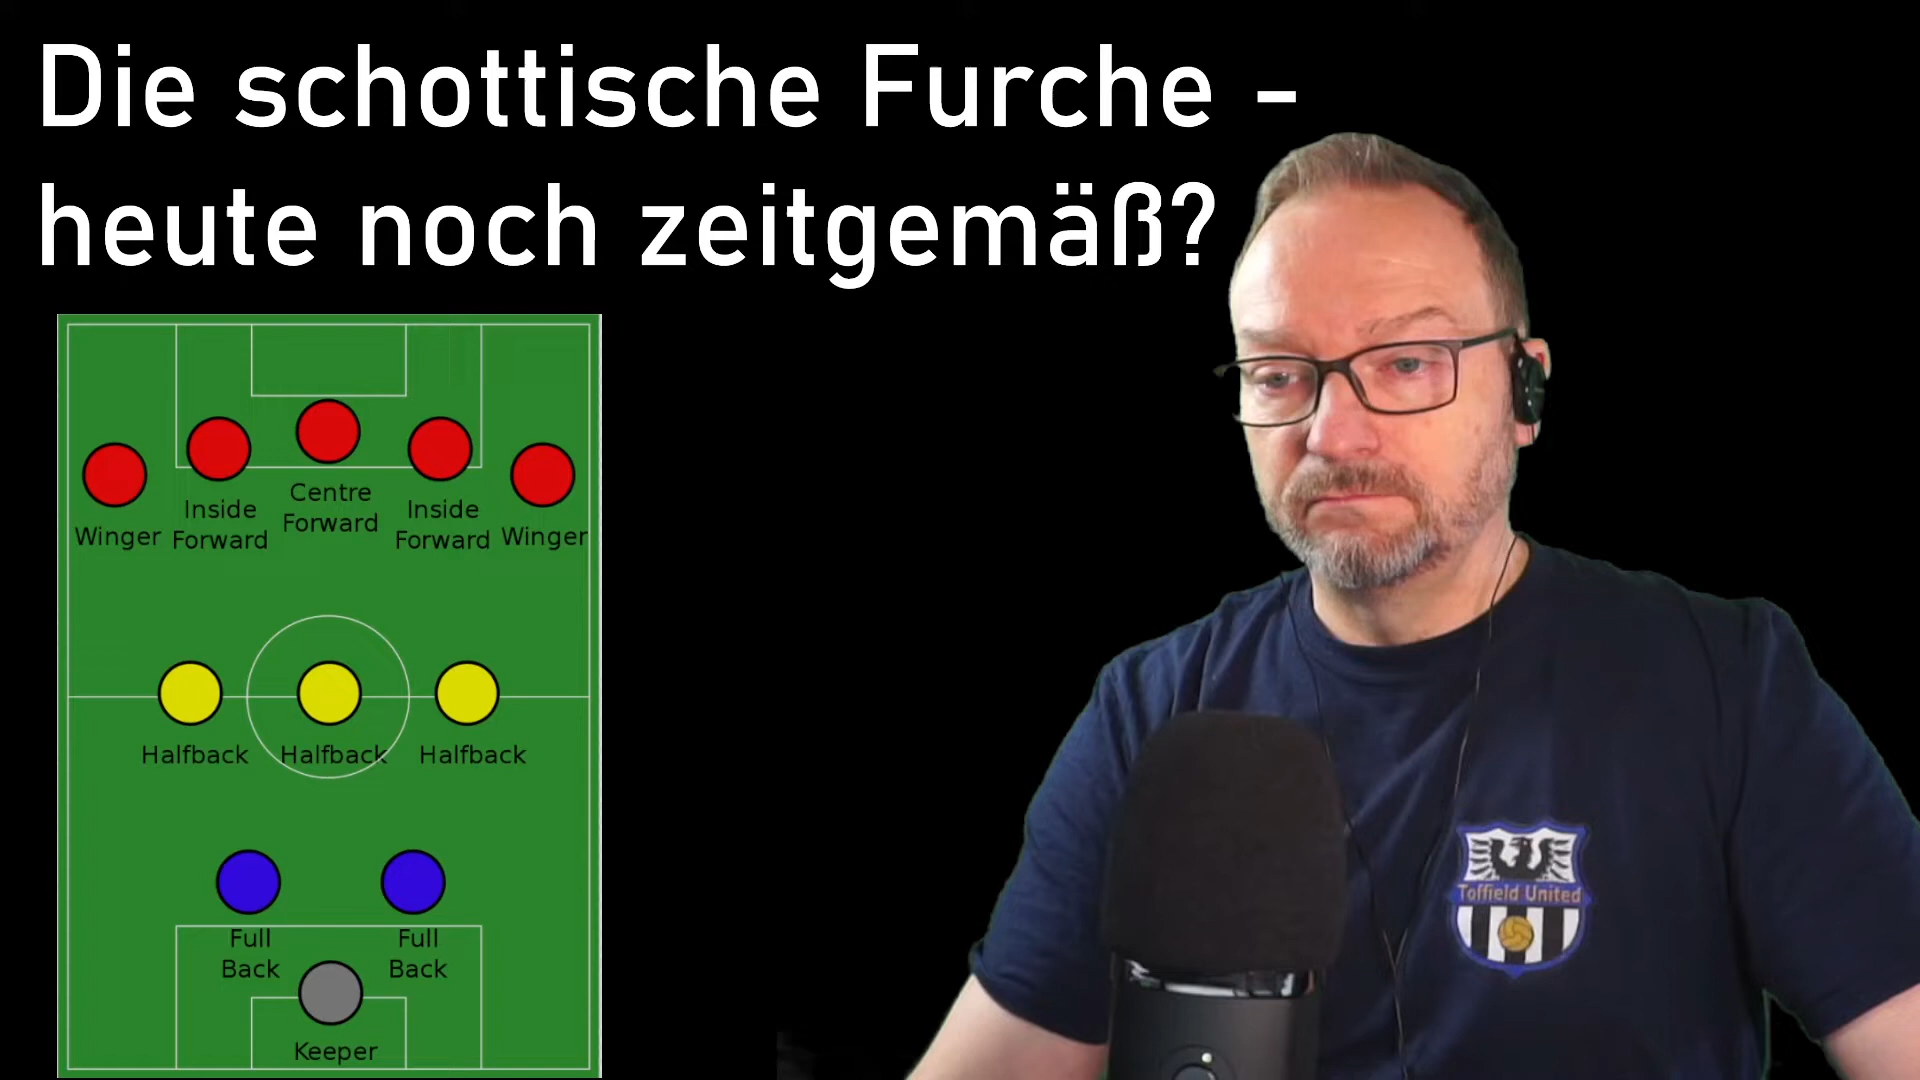 Die schottische Furche -
heute noch zeitgemäß?
Winger
Inside
Forward
Centre
Forward
Inside
Forward
Winger
Halfback
Halfback
Halfback
Full
Back
Full
Back
Keeper
Toffield United